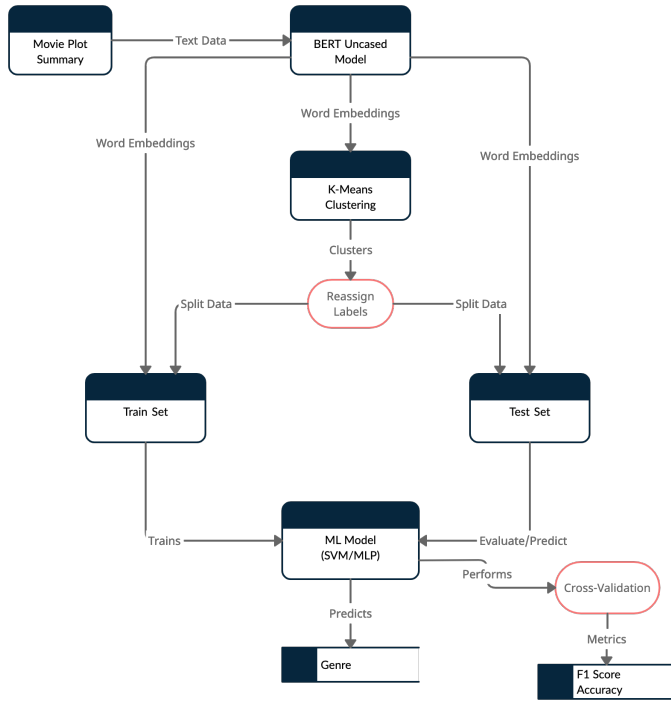 Movie Plot
Summary
Text Data
BERT Uncased
Model
Word Embeddings
Word Embeddings
Word Embeddings
K-Means
Clustering
Clusters
Reassign
Labels
Split Data
Split Data
Train Set
Test Set
Trains
ML Model
(SVM/MLP)
Evaluate/Predict
Performs
Cross-Validation
Predicts
Metrics
Genre
F1 Score
Accuracy